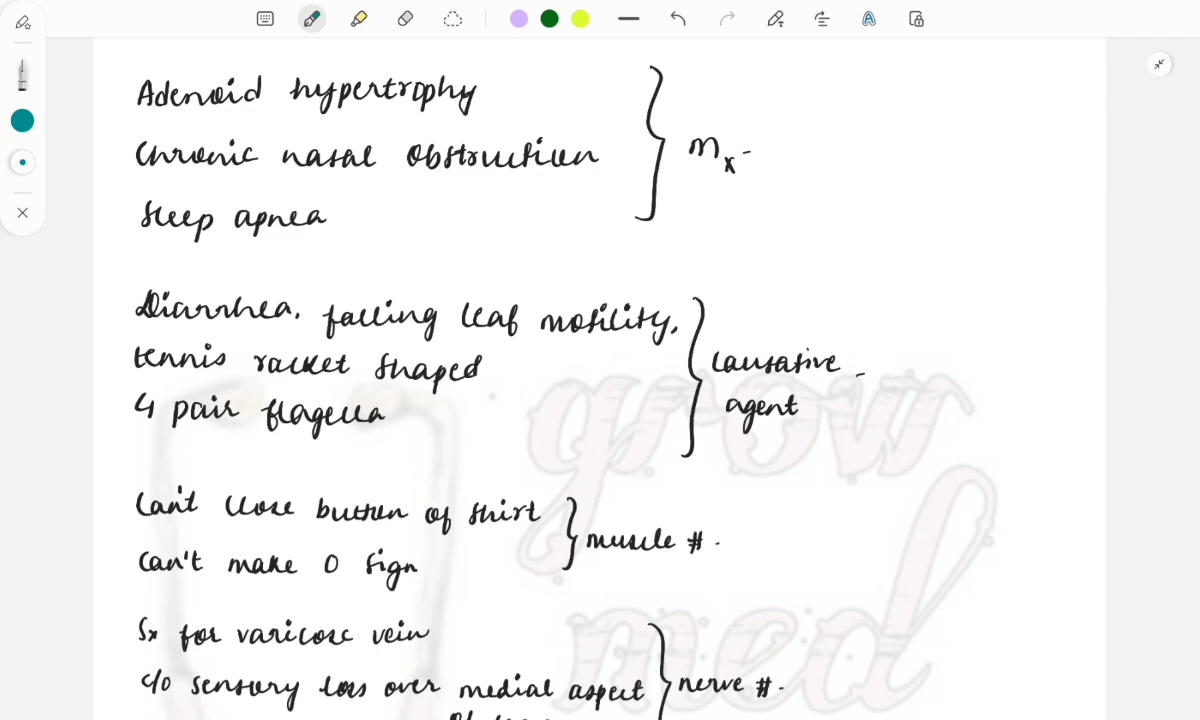 Adenoid hypertrophy
Chronic nasal obstruction
Sleep apnea
Mx -
Diarrhea, falling leaf motility,
tennis racket shaped
4 pair flagella
causative -
agent
Can't close button of shirt
Can't make O sign
muscle # -
Sx for varicose vein
c/o sensory loss over medial aspect
nerve # -
grow
med